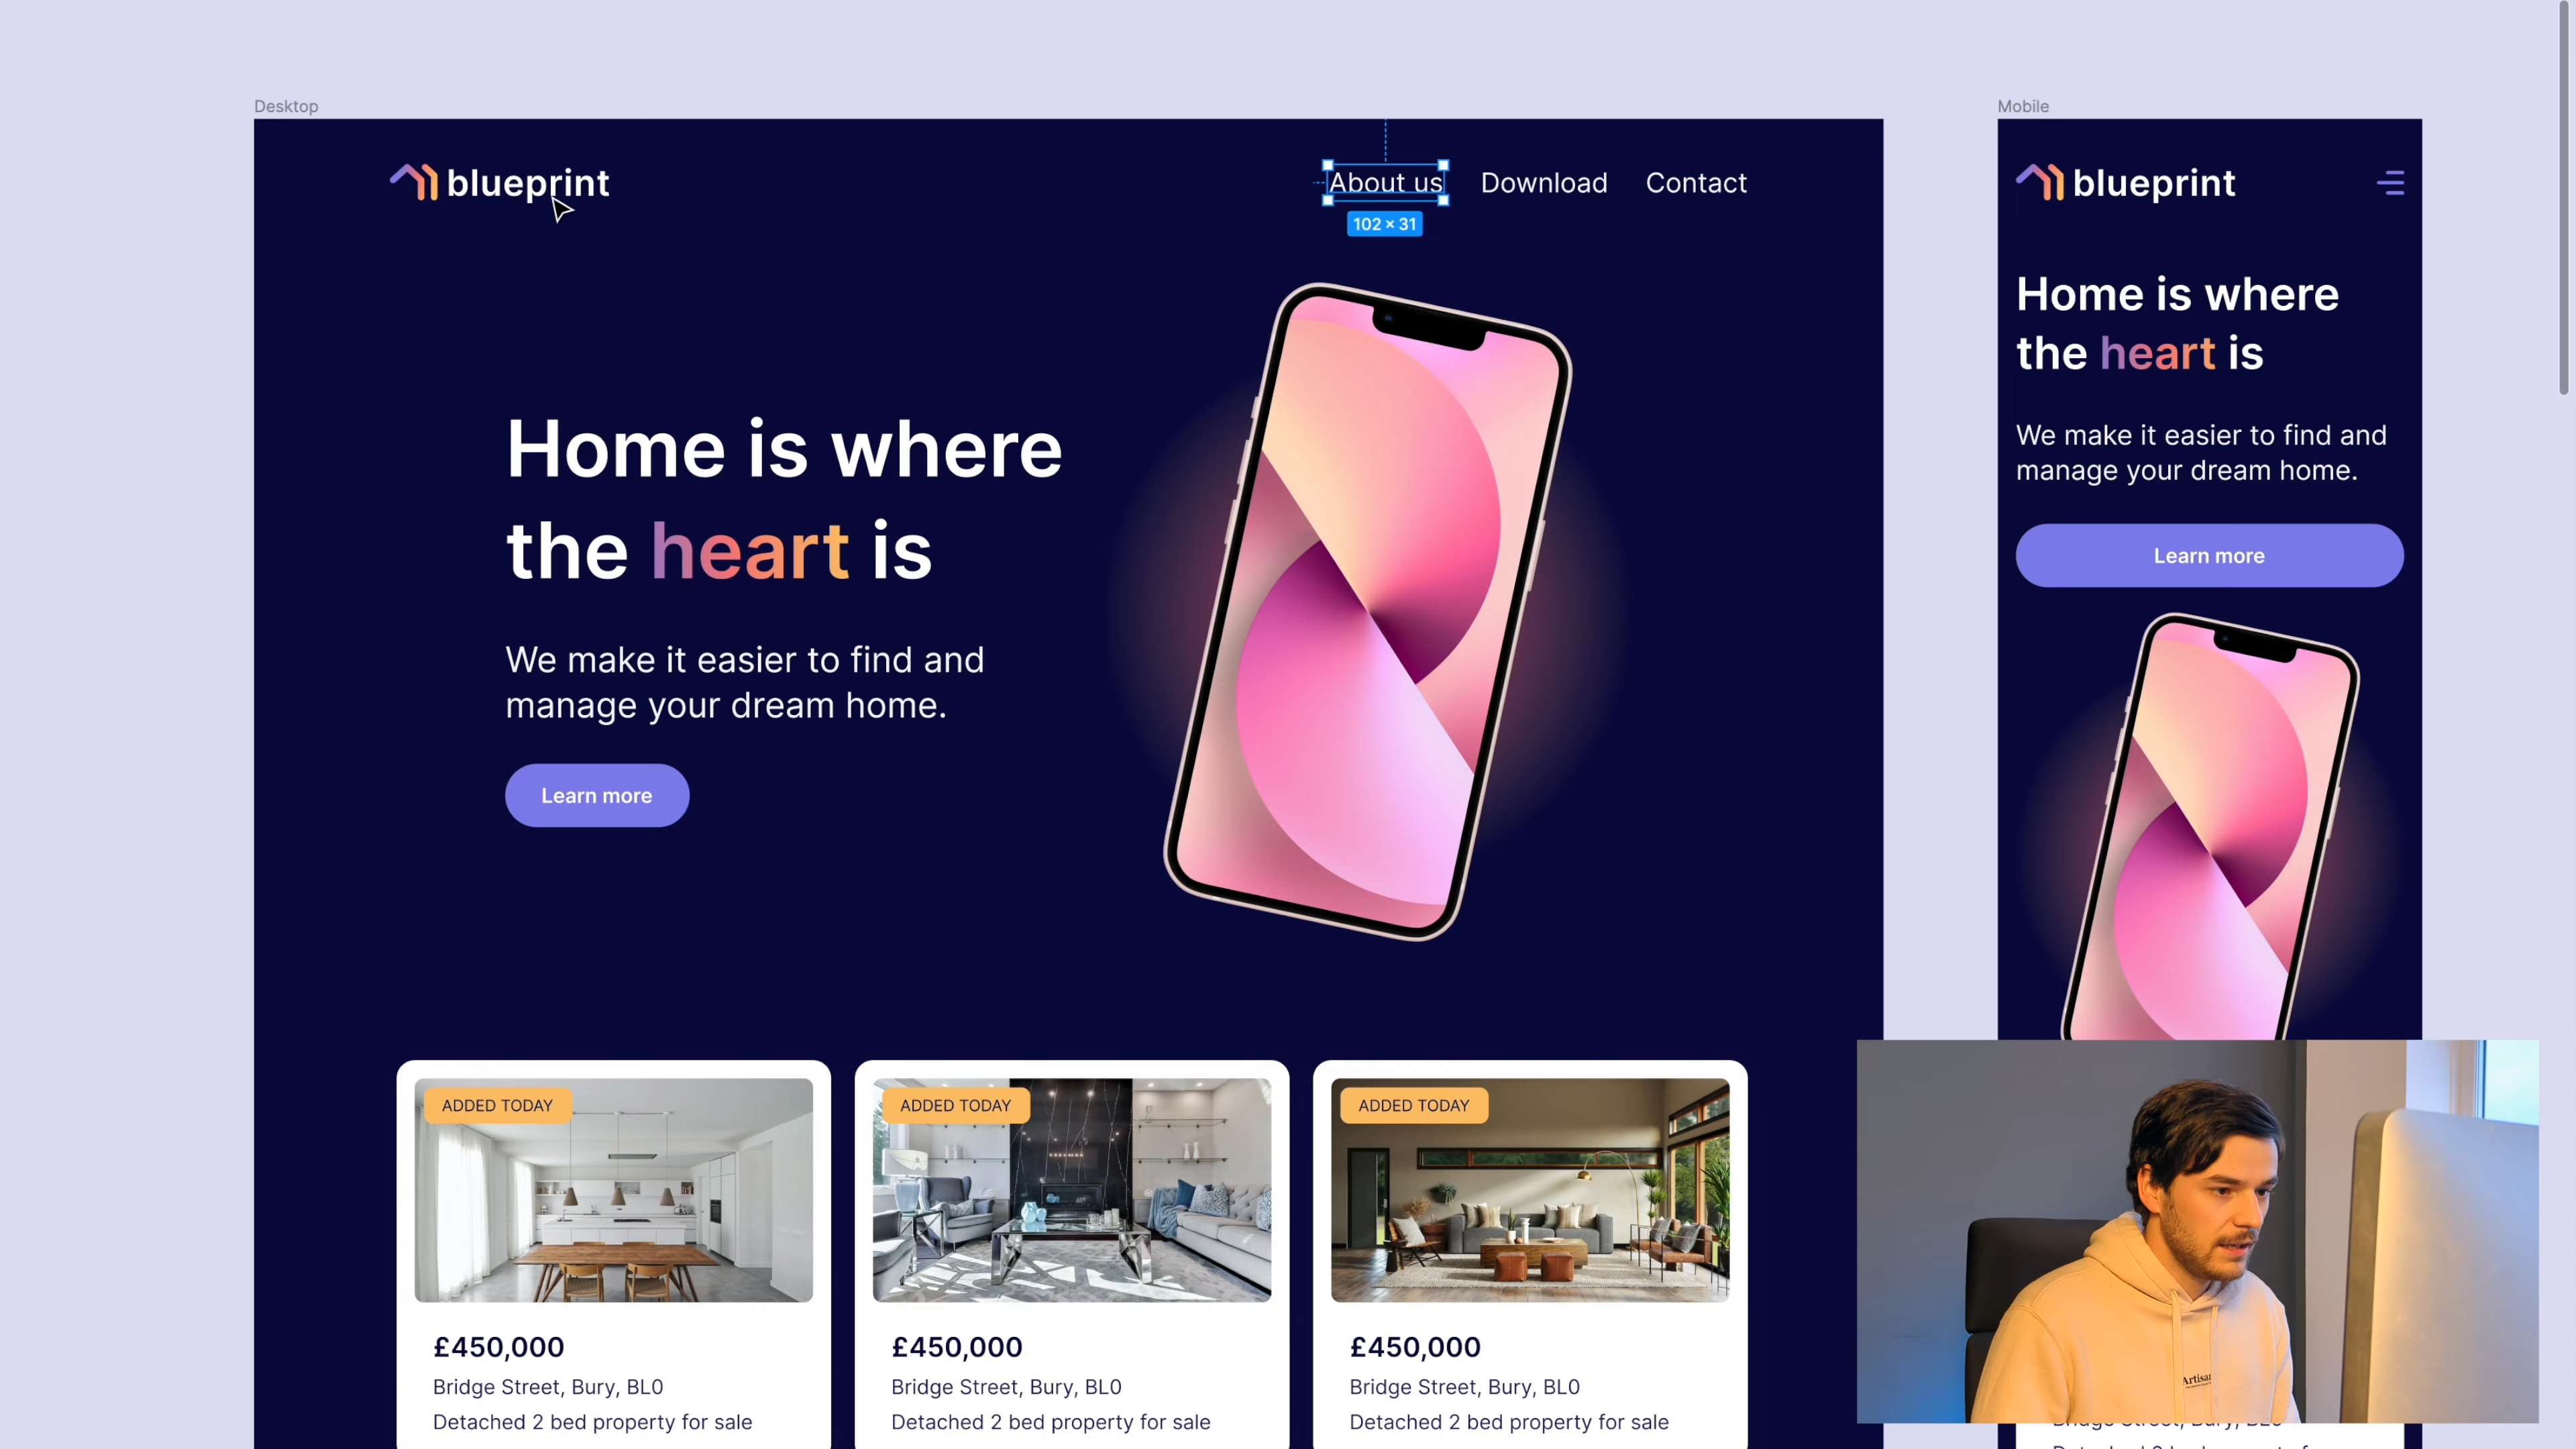 Desktop
blueprint
About us
Download
Contact
102 × 31
Home is where
the heart is
We make it easier to find and
manage your dream home.
Learn more
ADDED TODAY
£450,000
Bridge Street, Bury, BL0
Detached 2 bed property for sale
ADDED TODAY
£450,000
Bridge Street, Bury, BL0
Detached 2 bed property for sale
ADDED TODAY
£450,000
Bridge Street, Bury, BL0
Detached 2 bed property for sale
Mobile
blueprint
Home is where
the heart is
We make it easier to find and
manage your dream home.
Learn more